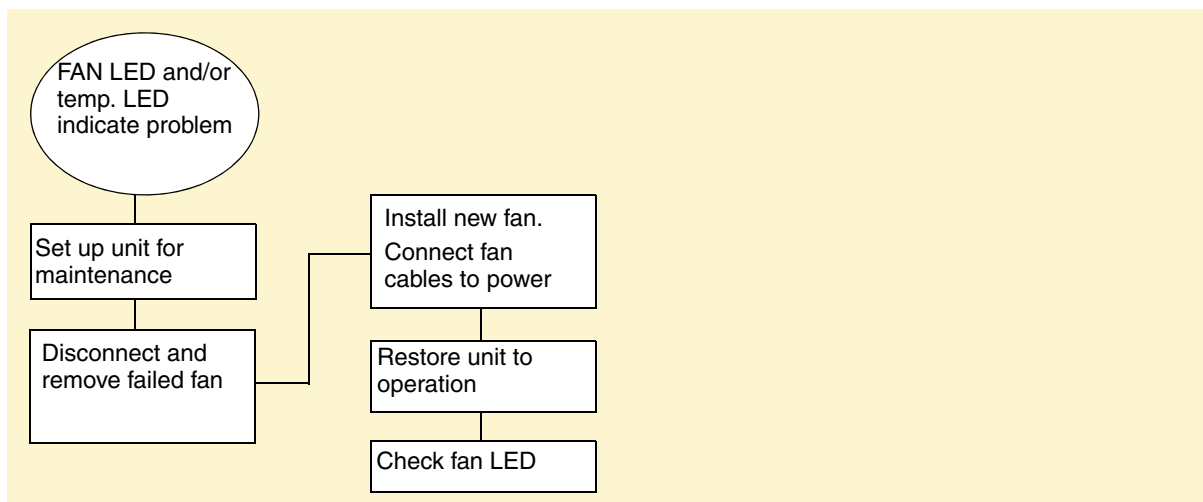 FAN LED and/or
temp. LED
indicate problem
Set up unit for
maintenance
Disconnect and
remove failed fan
Install new fan.
Connect fan
cables to power
Restore unit to
operation
Check fan LED